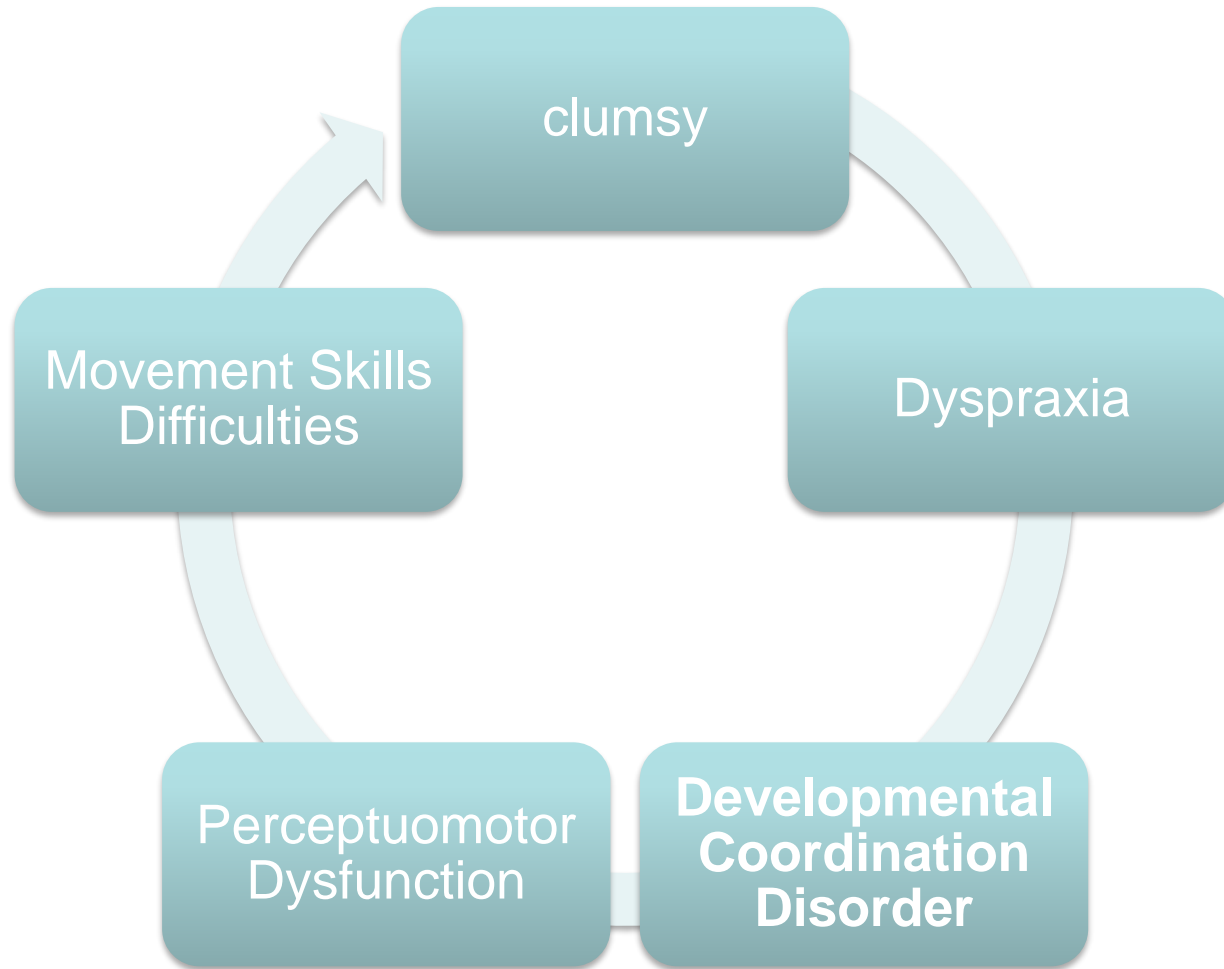 clumsy
Dyspraxia
Developmental
Coordination
Disorder
Perceptuomotor
Dysfunction
Movement Skills
Difficulties